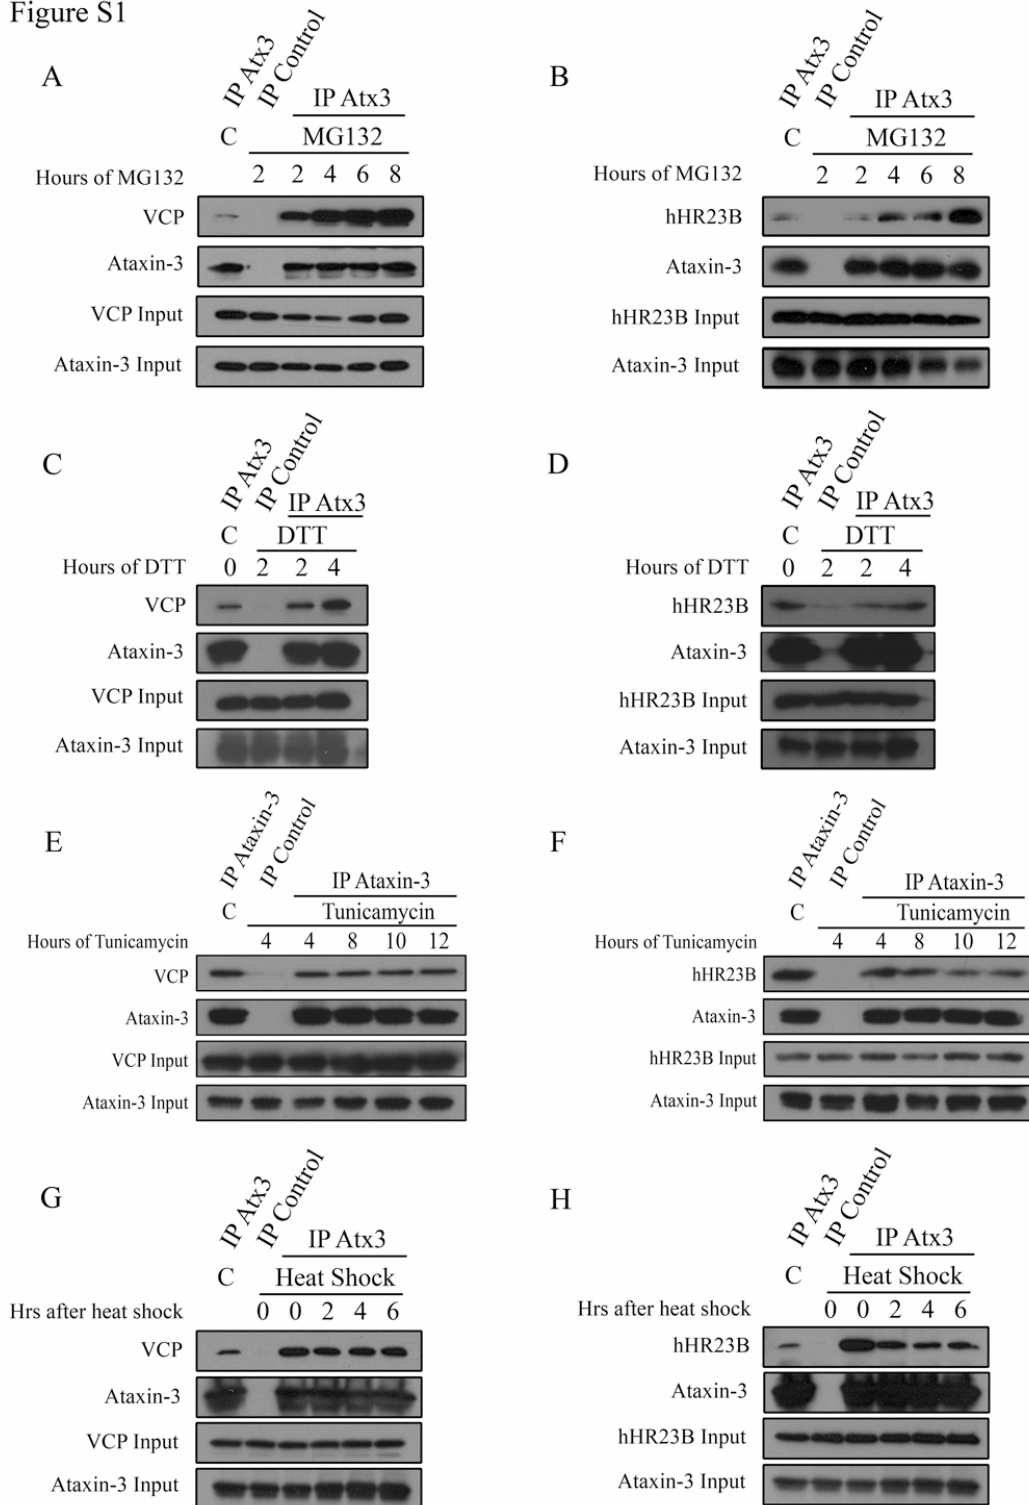 Figure S1
A
IP Atx3
IP Control
IP Atx3
C
MG132
Hours of MG132 2 2 4 6 8
VCP
Ataxin-3
VCP Input
Ataxin-3 Input
B
IP Atx3
IP Control
IP Atx3
C
MG132
Hours of MG132 2 2 4 6 8
hHR23B
Ataxin-3
hHR23B Input
Ataxin-3 Input
C
IP Atx3
IP Control
IP Atx3
C
DTT
Hours of DTT 0 2 2 4
VCP
Ataxin-3
VCP Input
Ataxin-3 Input
D
IP Atx3
IP Control
IP Atx3
C
DTT
Hours of DTT 0 2 2 4
hHR23B
Ataxin-3
hHR23B Input
Ataxin-3 Input
E
IP Ataxin-3
IP Control
IP Ataxin-3
C
Tunicamycin
Hours of Tunicamycin 4 4 8 10 12
VCP
Ataxin-3
VCP Input
Ataxin-3 Input
F
IP Ataxin-3
IP Control
IP Ataxin-3
C
Tunicamycin
Hours of Tunicamycin 4 4 8 10 12
hHR23B
Ataxin-3
hHR23B Input
Ataxin-3 Input
G
IP Atx3
IP Control
IP Atx3
C
Heat Shock
Hrs after heat shock 0 0 2 4 6
VCP
Ataxin-3
VCP Input
Ataxin-3 Input
H
IP Atx3
IP Control
IP Atx3
C
Heat Shock
Hrs after heat shock 0 0 2 4 6
hHR23B
Ataxin-3
hHR23B Input
Ataxin-3 Input